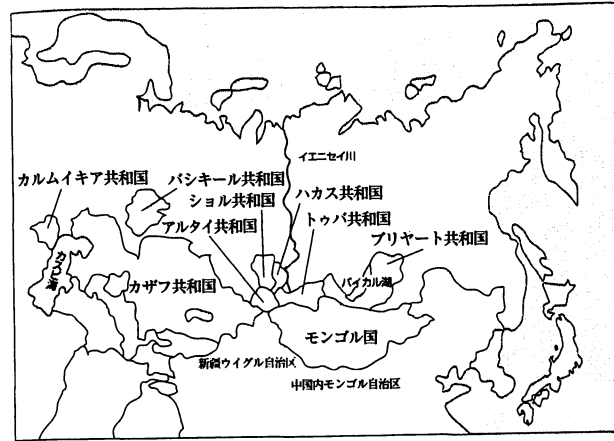 イエニセイ川
カルムイキア共和国
バシキール共和国
ショル共和国
ハカス共和国
アルタイ共和国
トゥバ共和国
ブリヤート共和国
カスピ海
カザフ共和国
バイカル湖
モンゴル国
新疆ウイグル自治区
中国内モンゴル自治区